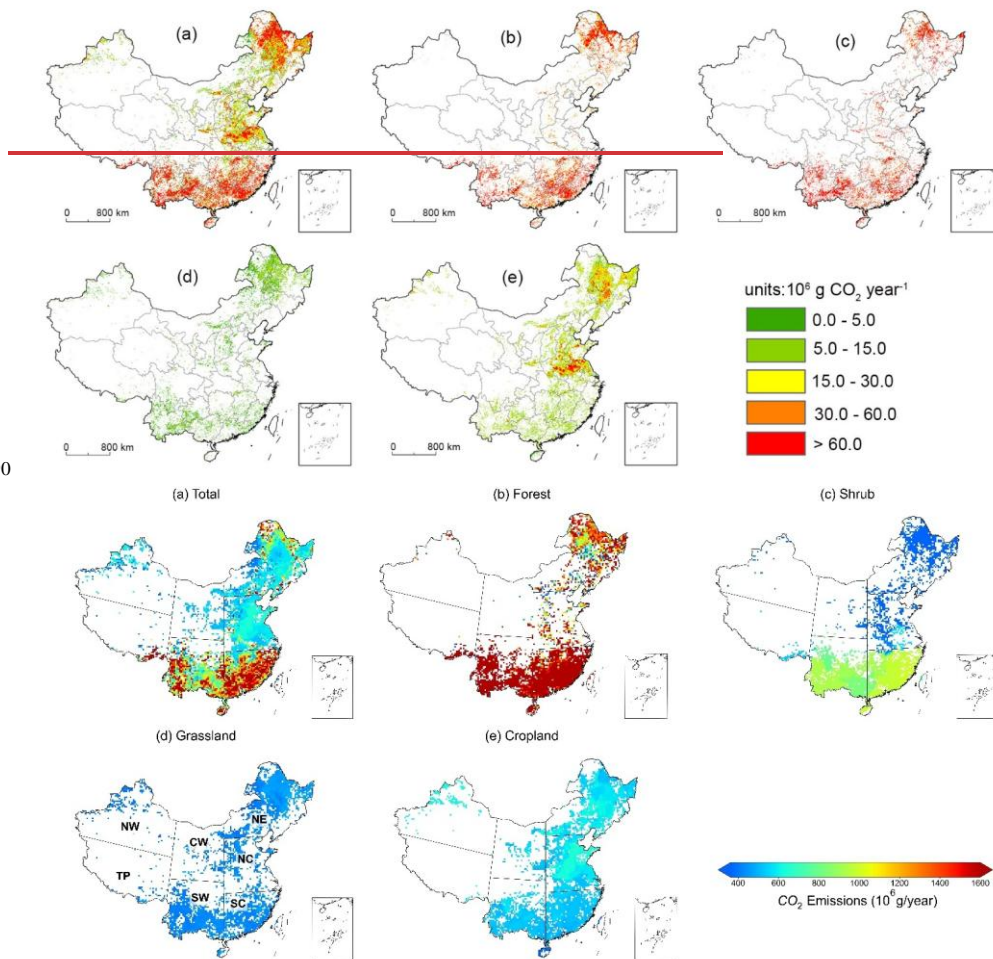 (a)
(b)
(c)
0 800 km
0 800 km
0 800 km
(d)
(e)
units:10⁶ g CO₂ year⁻¹
0.0 - 5.0
5.0 - 15.0
15.0 - 30.0
30.0 - 60.0
> 60.0
0 800 km
0 800 km
0
(a) Total
(b) Forest
(c) Shrub
(d) Grassland
(e) Cropland
NW
CW
NE
TP
NC
SW
SC
400 600 800 1000 1200 1400 1600
CO₂ Emissions (10⁶ g/year)